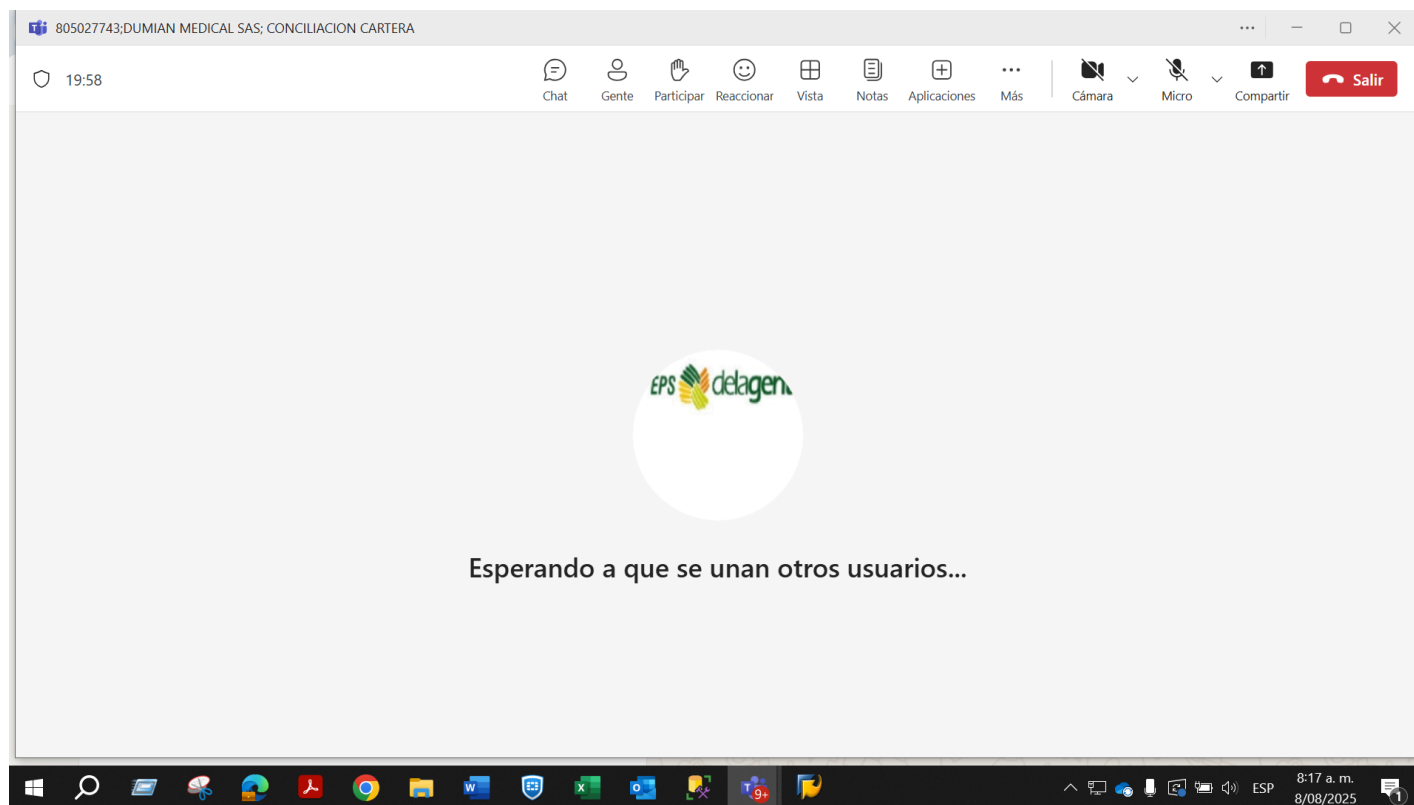 805027743;DUMIAN MEDICAL SAS; CONCILIACION CARTERA
19:58
Chat
Gente
Participar
Reaccionar
Vista
Notas
Aplicaciones
Más
Cámara
Micro
Compartir
Salir
EPS delagen
Esperando a que se unan otros usuarios...
9+
ESP
8:17 a. m.
8/08/2025
1